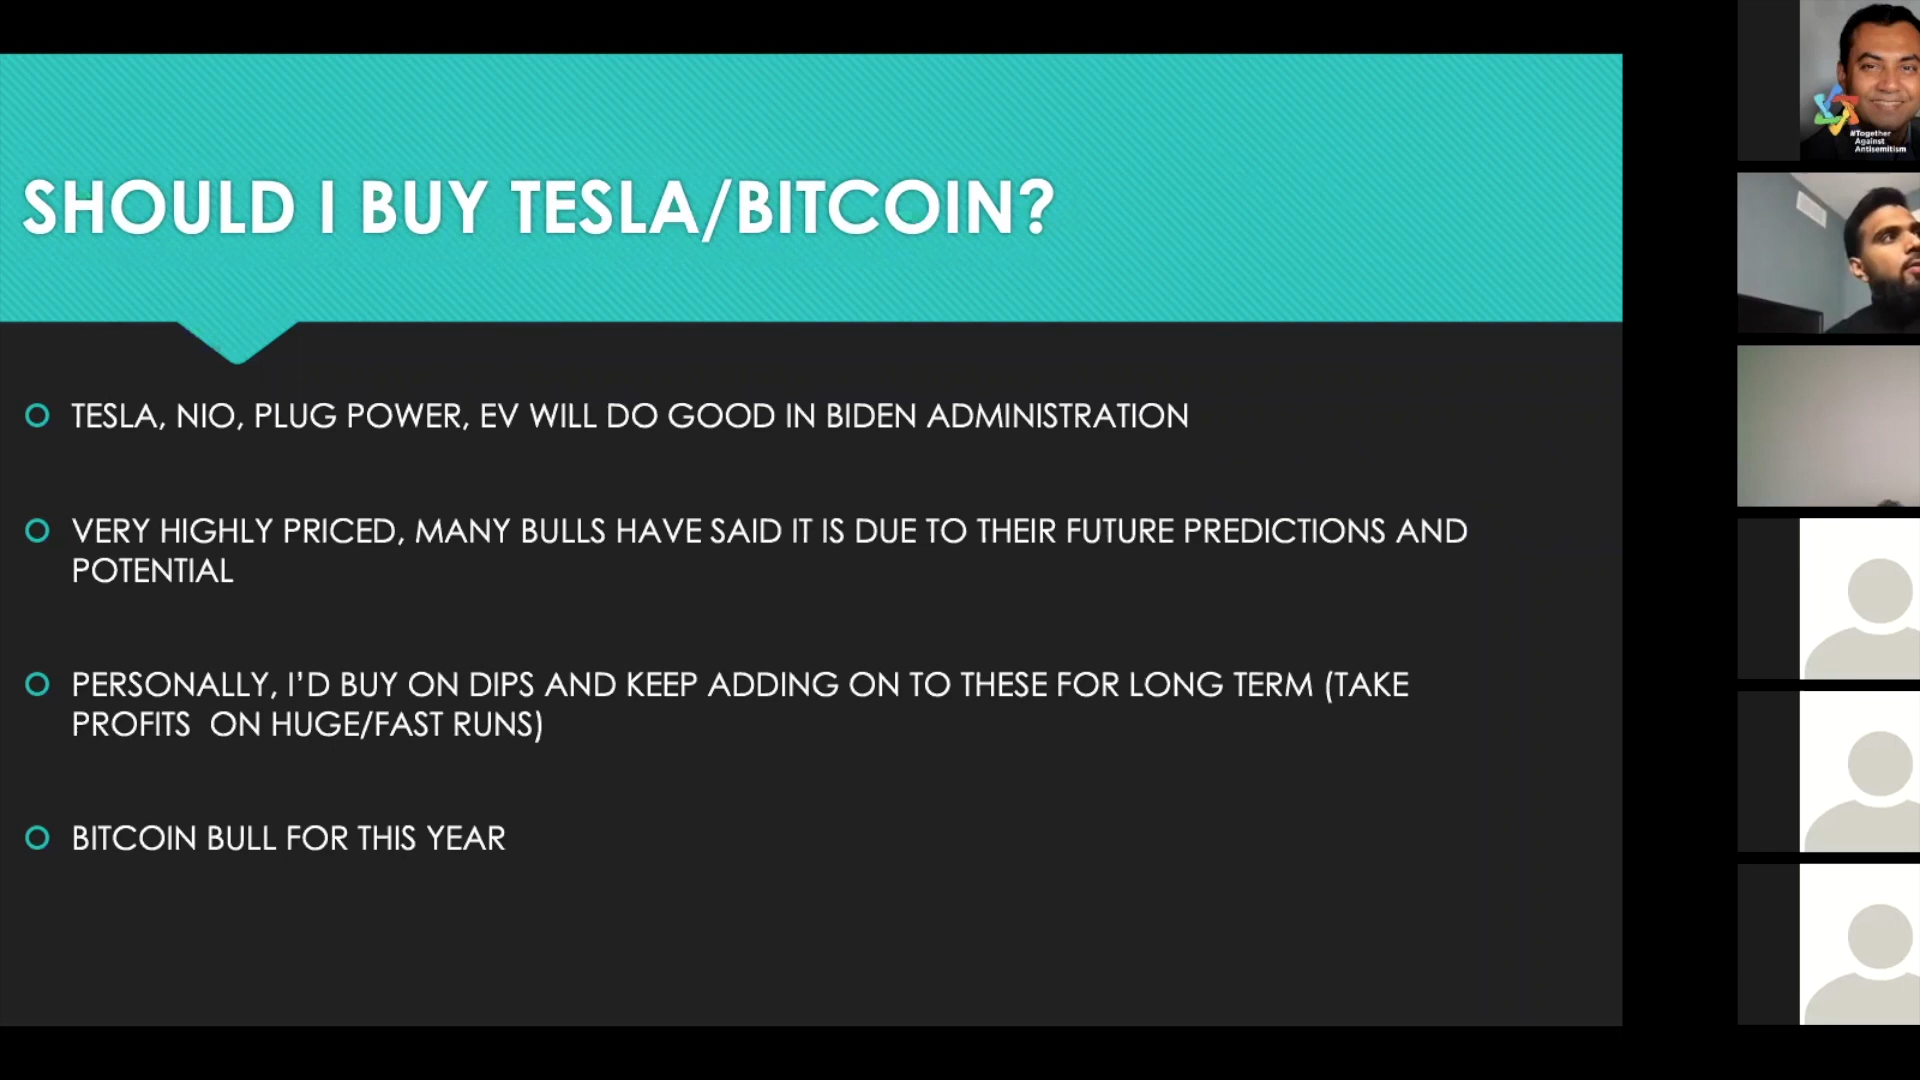 SHOULD I BUY TESLA/BITCOIN?
TESLA, NIO, PLUG POWER, EV WILL DO GOOD IN BIDEN ADMINISTRATION
VERY HIGHLY PRICED, MANY BULLS HAVE SAID IT IS DUE TO THEIR FUTURE PREDICTIONS AND
POTENTIAL
PERSONALLY, I'D BUY ON DIPS AND KEEP ADDING ON TO THESE FOR LONG TERM (TAKE
PROFITS  ON HUGE/FAST RUNS)
BITCOIN BULL FOR THIS YEAR
#Together
Against
Antisemitism